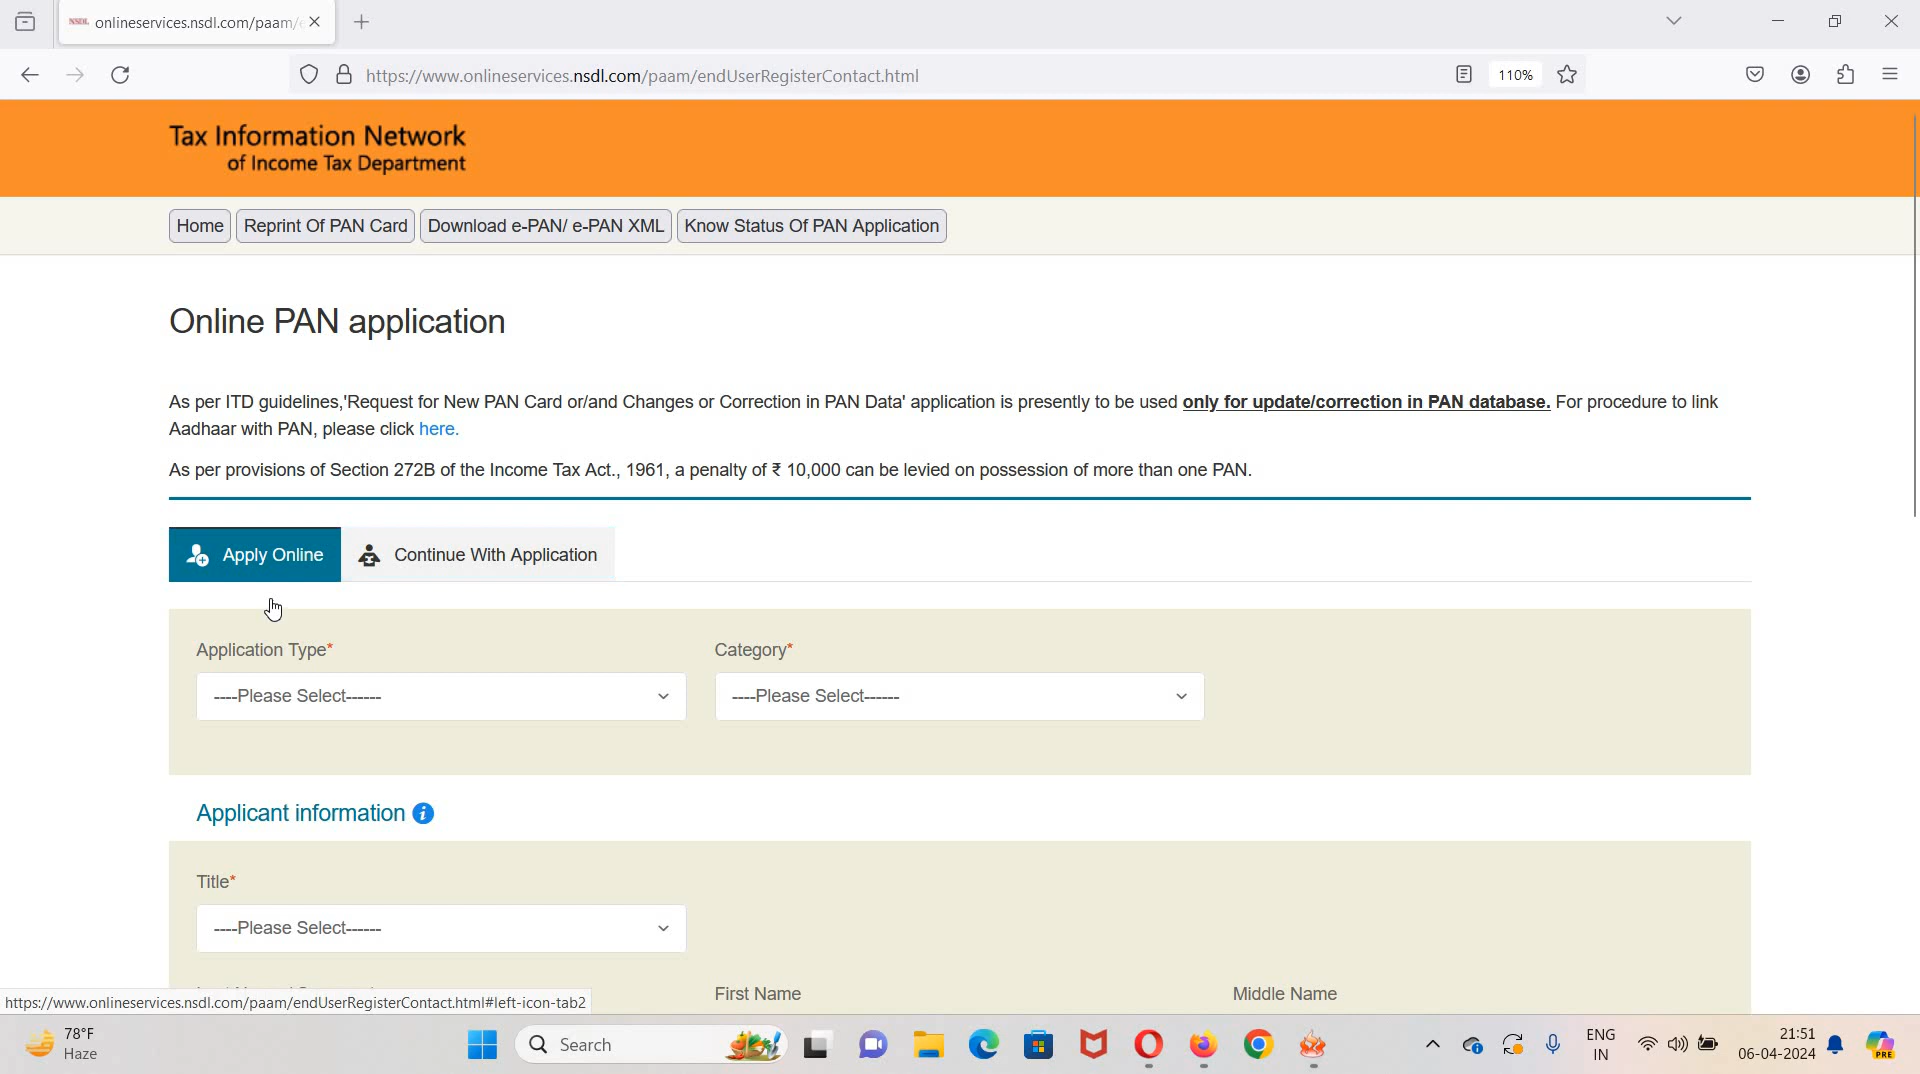 NSDL onlineservices.nsdl.com/paam/
https://www.onlineservices.nsdl.com/paam/endUserRegisterContact.html
110%
Tax Information Network
of Income Tax Department
Home Reprint Of PAN Card Download e-PAN/ e-PAN XML Know Status Of PAN Application
Online PAN application
As per ITD guidelines,'Request for New PAN Card or/and Changes or Correction in PAN Data' application is presently to be used only for update/correction in PAN database. For procedure to link
Aadhaar with PAN, please click here.
As per provisions of Section 272B of the Income Tax Act., 1961, a penalty of ₹ 10,000 can be levied on possession of more than one PAN.
Apply Online Continue With Application
Application Type* Category*
----Please Select------ ----Please Select------
Applicant information i
Title*
----Please Select------
First Name Middle Name
https://www.onlineservices.nsdl.com/paam/endUserRegisterContact.html#left-icon-tab2
78°F
Haze
Search
ENG
IN
21:51
06-04-2024
PRE